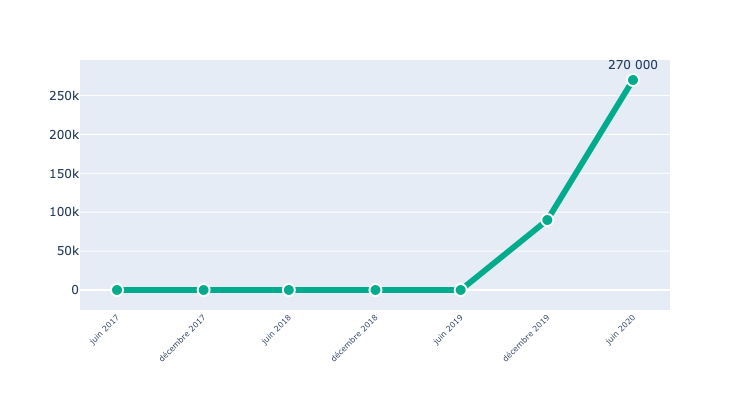 270 000
250k
200k
150k
100k
50k
0
juin 2017
décembre 2017
juin 2018
décembre 2018
juin 2019
décembre 2019
juin 2020